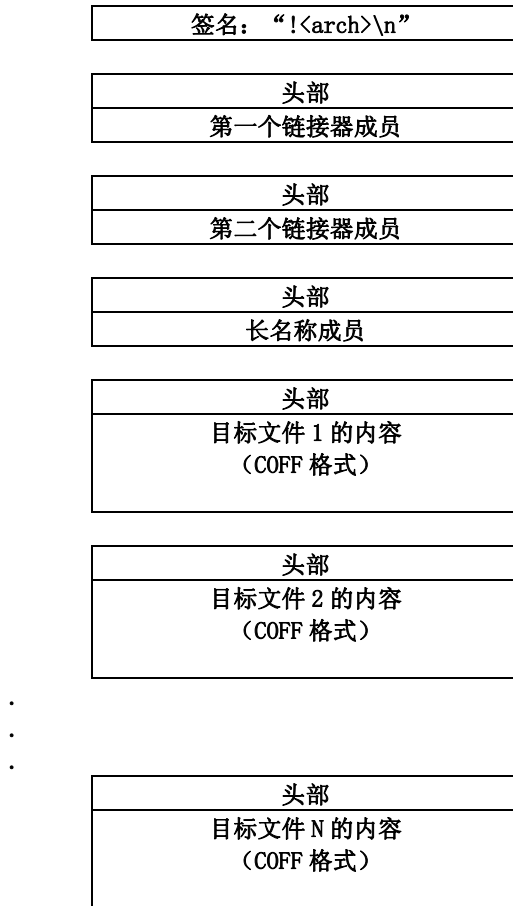 签名：“!<arch>\n”
头部
第一个链接器成员
头部
第二个链接器成员
头部
长名称成员
头部
目标文件 1 的内容
（COFF 格式）
头部
目标文件 2 的内容
（COFF 格式）
.
.
.
头部
目标文件 N 的内容
（COFF 格式）